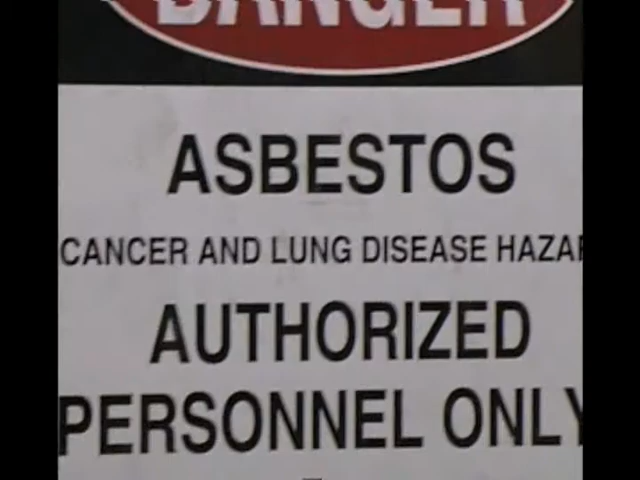 DANGER
ASBESTOS
CANCER AND LUNG DISEASE HAZAR
AUTHORIZED
PERSONNEL ONLY